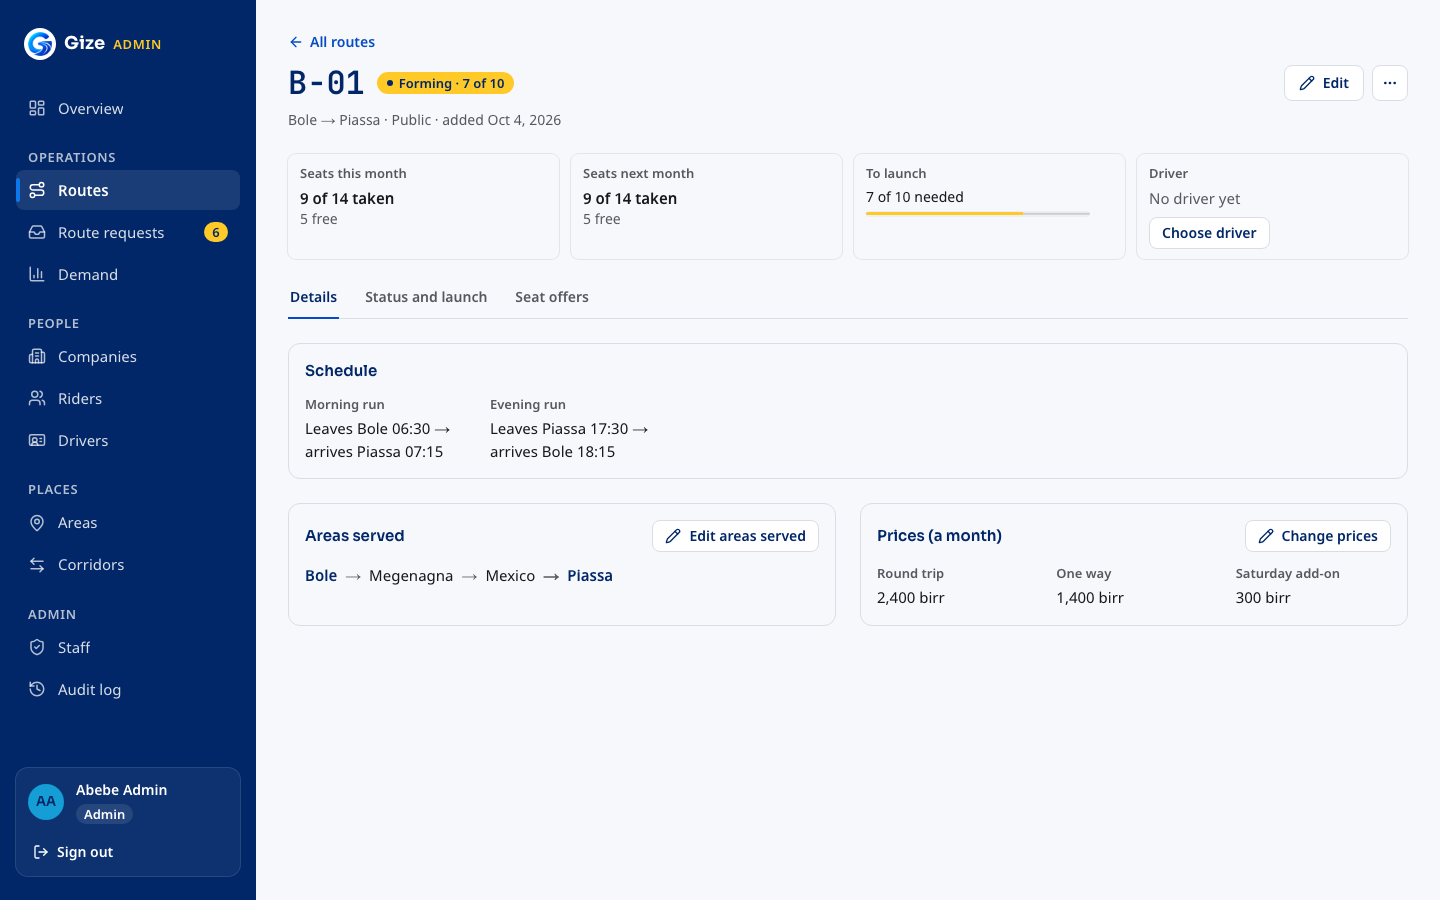 Gize ADMIN
Overview
OPERATIONS
Routes
Route requests 6
Demand
PEOPLE
Companies
Riders
Drivers
PLACES
Areas
Corridors
ADMIN
Staff
Audit log
AA
Abebe Admin
Admin
Sign out
← All routes
B-01 Forming · 7 of 10
Edit ···
Bole → Piassa · Public · added Oct 4, 2026
Seats this month
9 of 14 taken
5 free
Seats next month
9 of 14 taken
5 free
To launch
7 of 10 needed
Driver
No driver yet
Choose driver
Details Status and launch Seat offers
Schedule
Morning run
Leaves Bole 06:30 →
arrives Piassa 07:15
Evening run
Leaves Piassa 17:30 →
arrives Bole 18:15
Areas served
Edit areas served
Bole → Megenagna → Mexico → Piassa
Prices (a month)
Change prices
Round trip
2,400 birr
One way
1,400 birr
Saturday add-on
300 birr